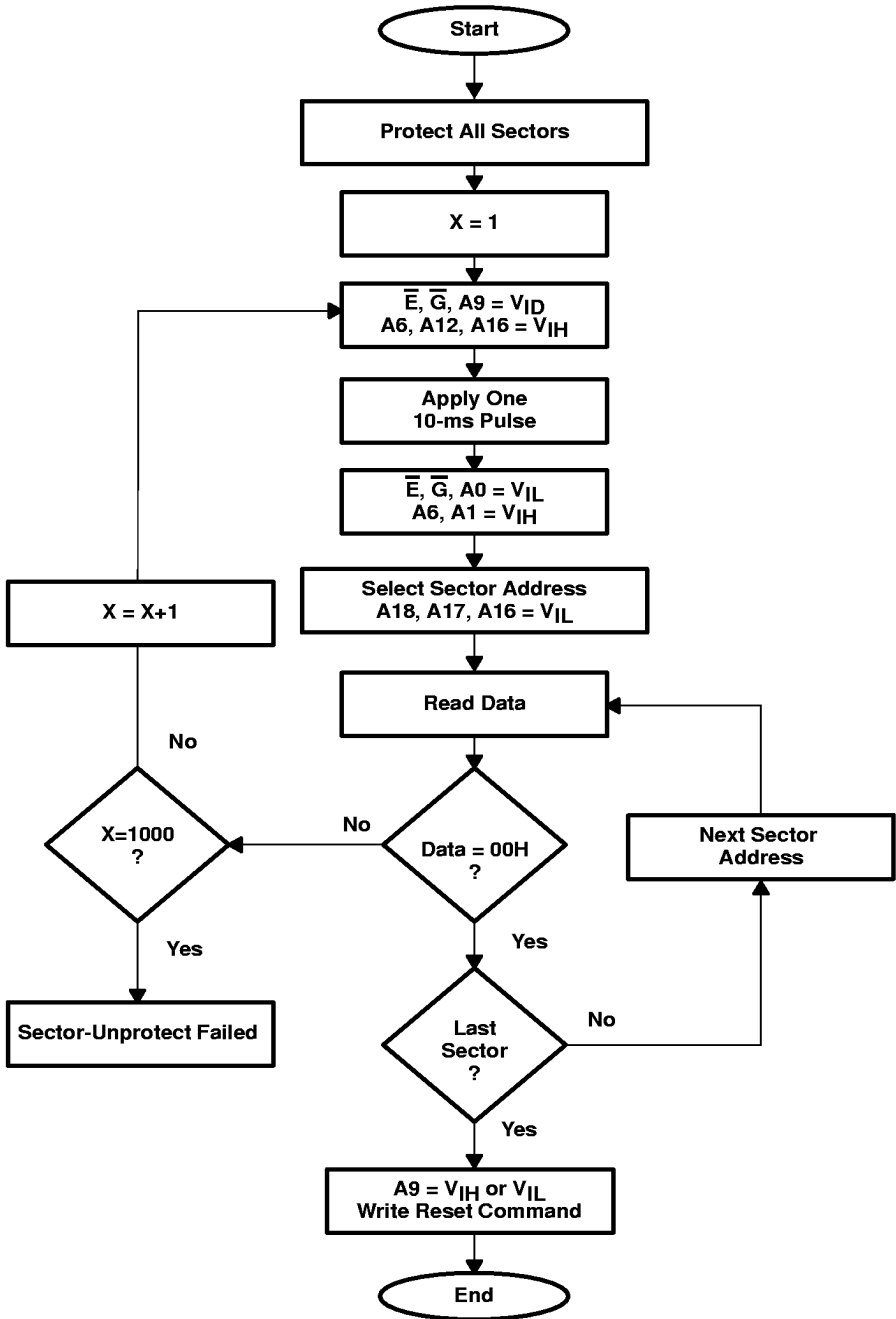 Start
Protect All Sectors
X = 1
E̅, G̅, A9 = VID
A6, A12, A16 = VIH
Apply One
10-ms Pulse
E̅, G̅, A0 = VIL
A6, A1 = VIH
Select Sector Address
A18, A17, A16 = VIL
X = X+1
Read Data
No
X=1000
?
No
Data = 00H
?
Next Sector
Address
Yes
Yes
Sector-Unprotect Failed
Last
Sector
?
No
Yes
A9 = VIH or VIL
Write Reset Command
End